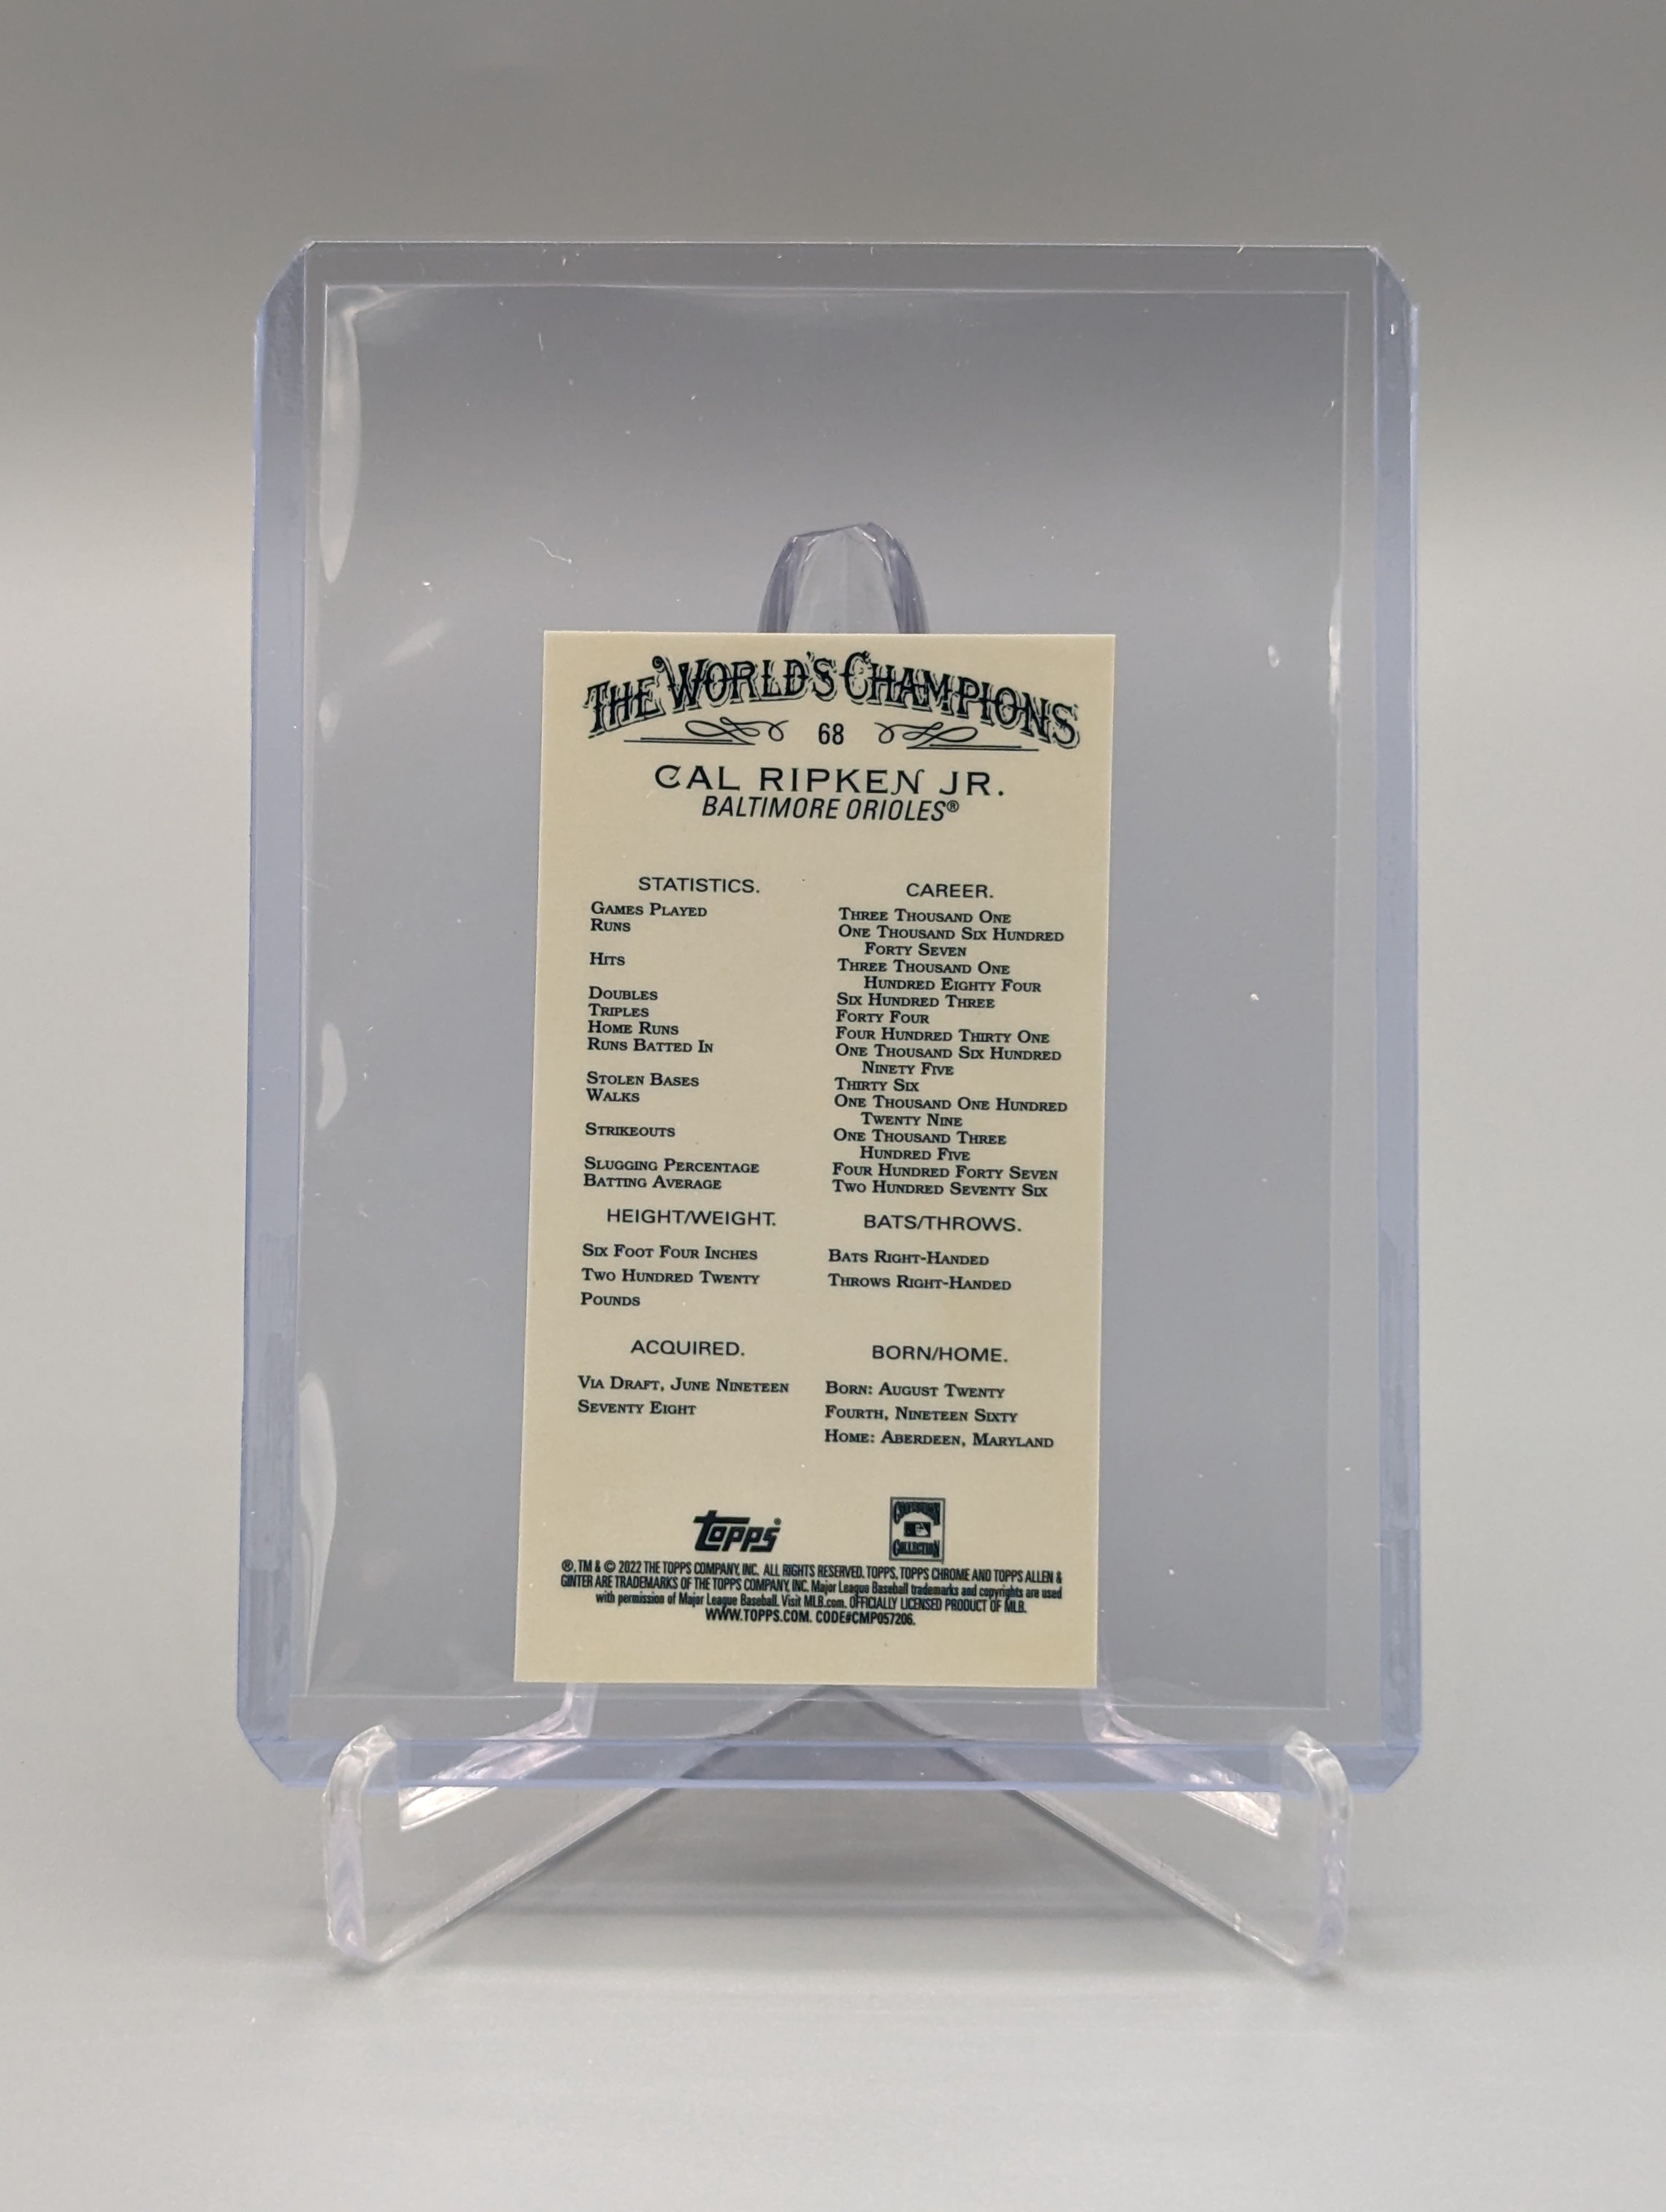 THE WORLD'S CHAMPIONS
68
CAL RIPKEN JR.
BALTIMORE ORIOLES®
STATISTICS. CAREER.
GAMES PLAYED THREE THOUSAND ONE
RUNS ONE THOUSAND SIX HUNDRED
FORTY SEVEN
HITS THREE THOUSAND ONE
HUNDRED EIGHTY FOUR
DOUBLES SIX HUNDRED THREE
TRIPLES FORTY FOUR
HOME RUNS FOUR HUNDRED THIRTY ONE
RUNS BATTED IN ONE THOUSAND SIX HUNDRED
NINETY FIVE
STOLEN BASES THIRTY SIX
WALKS ONE THOUSAND ONE HUNDRED
TWENTY NINE
STRIKEOUTS ONE THOUSAND THREE
HUNDRED FIVE
SLUGGING PERCENTAGE FOUR HUNDRED FORTY SEVEN
BATTING AVERAGE TWO HUNDRED SEVENTY SIX
HEIGHT/WEIGHT. BATS/THROWS.
SIX FOOT FOUR INCHES BATS RIGHT-HANDED
TWO HUNDRED TWENTY THROWS RIGHT-HANDED
POUNDS
ACQUIRED. BORN/HOME.
VIA DRAFT, JUNE NINETEEN BORN: AUGUST TWENTY
SEVENTY EIGHT FOURTH, NINETEEN SIXTY
HOME: ABERDEEN, MARYLAND
topps® COOPERSTOWN
COLLECTION
®, TM & © 2022 THE TOPPS COMPANY, INC. ALL RIGHTS RESERVED. TOPPS, TOPPS CHROME AND TOPPS ALLEN &
GINTER ARE TRADEMARKS OF THE TOPPS COMPANY, INC. Major League Baseball trademarks and copyrights are used
with permission of Major League Baseball. Visit MLB.com. OFFICIALLY LICENSED PRODUCT OF MLB.
WWW.TOPPS.COM. CODE#CMP057206.